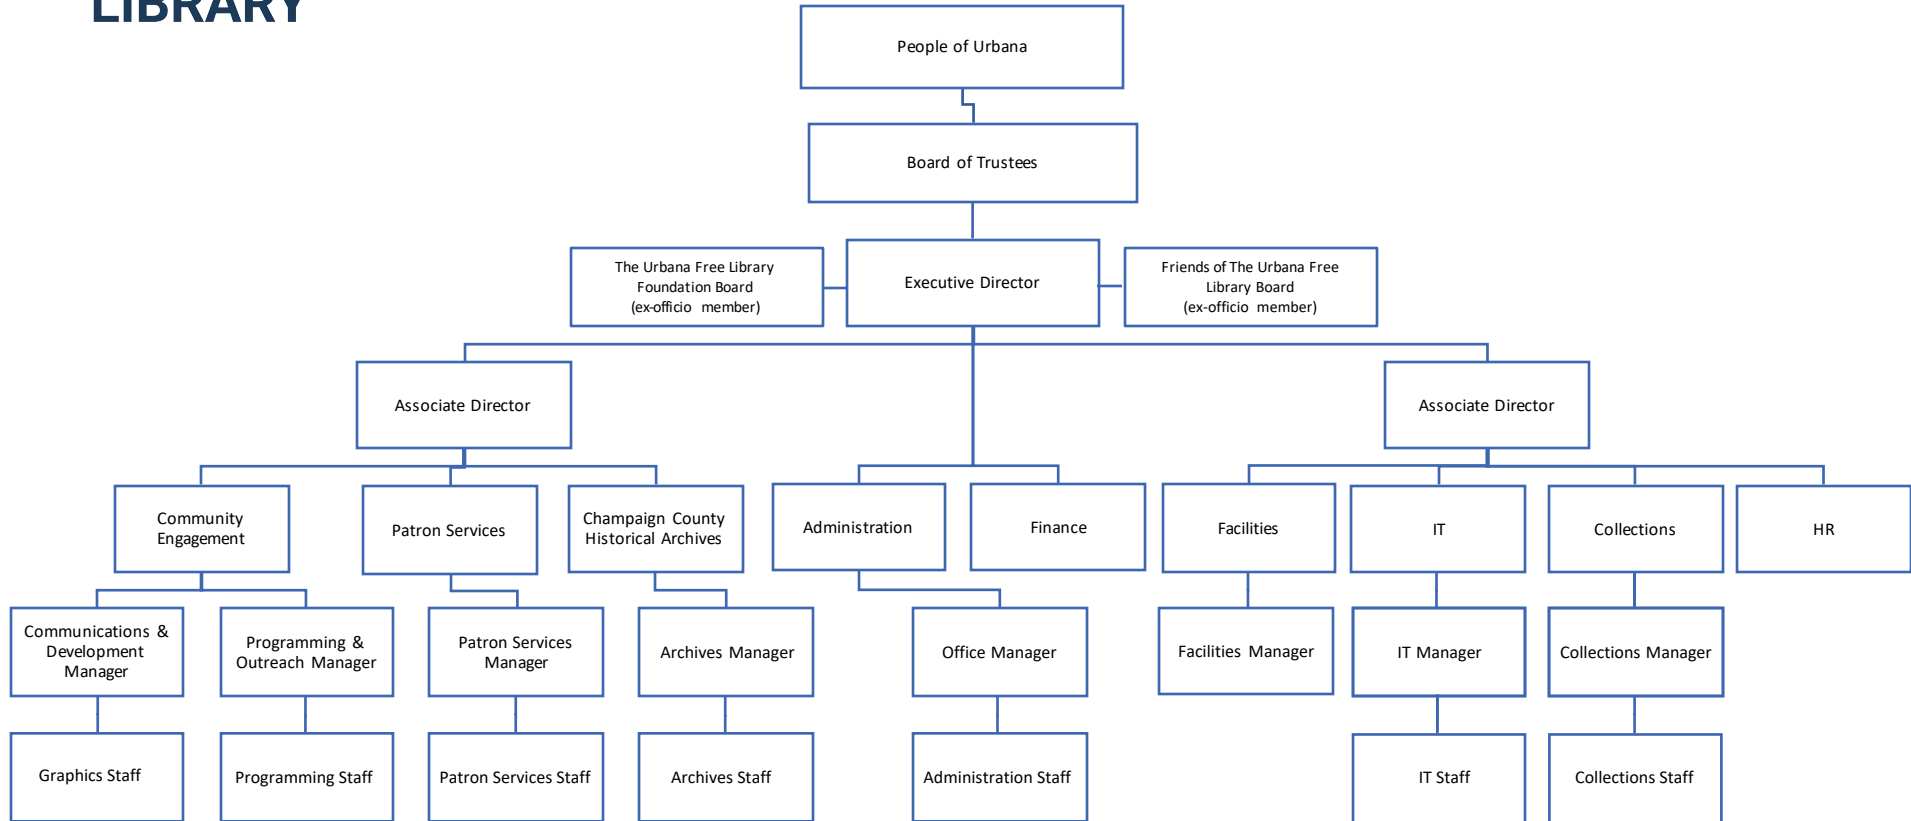 LIBRARY
People of Urbana
Board of Trustees
The Urbana Free Library
Foundation Board
(ex-officio member)
Executive Director
Friends of The Urbana Free
Library Board
(ex-officio member)
Associate Director
Associate Director
Community
Engagement
Patron Services
Champaign County
Historical Archives
Administration
Finance
Facilities
IT
Collections
HR
Communications &
Development
Manager
Programming &
Outreach Manager
Patron Services
Manager
Archives Manager
Office Manager
Facilities Manager
IT Manager
Collections Manager
Graphics Staff
Programming Staff
Patron Services Staff
Archives Staff
Administration Staff
IT Staff
Collections Staff